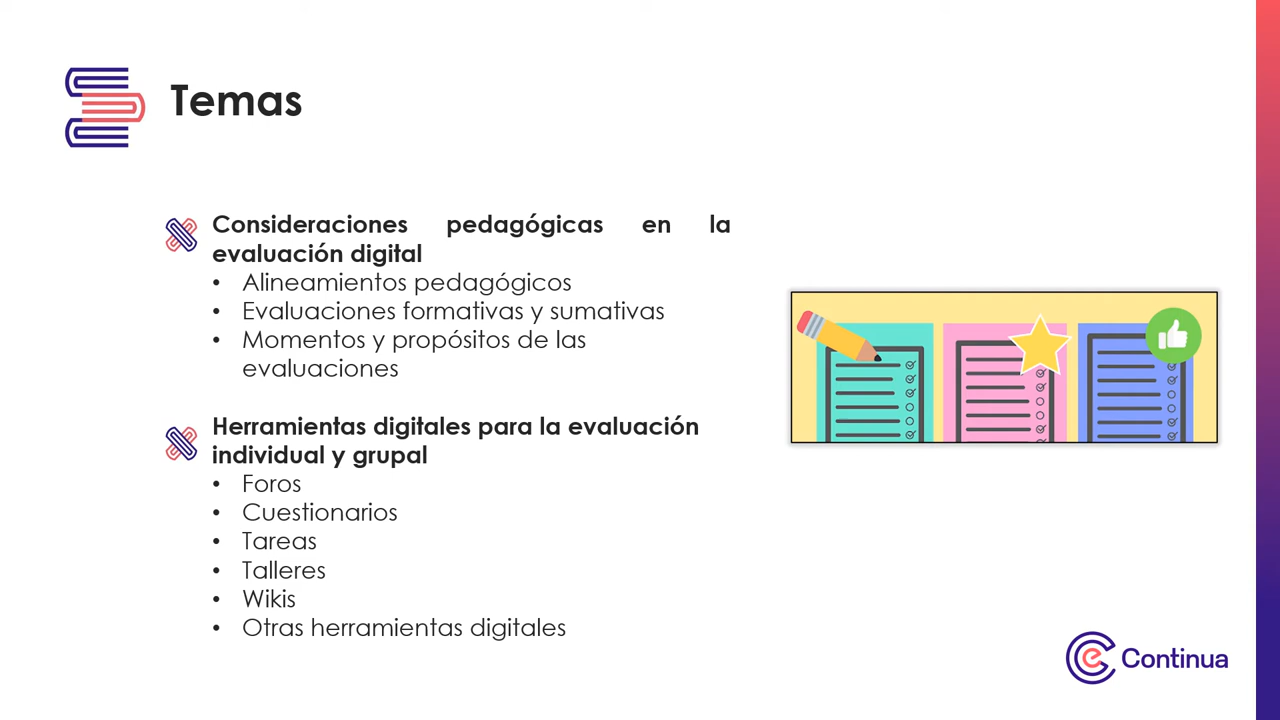 Temas
Consideraciones pedagógicas en la
evaluación digital
• Alineamientos pedagógicos
• Evaluaciones formativas y sumativas
• Momentos y propósitos de las
evaluaciones
Herramientas digitales para la evaluación
individual y grupal
• Foros
• Cuestionarios
• Tareas
• Talleres
• Wikis
• Otras herramientas digitales
e Continua